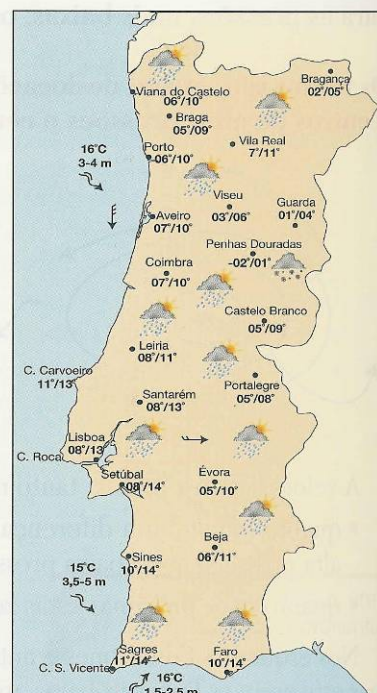 Bragança
02°/05°
Viana do Castelo
06°/10°
Braga
05°/09°
Vila Real
7°/11°
Porto
06°/10°
16°C
3-4 m
Viseu
03°/06°
Guarda
01°/04°
Aveiro
07°/10°
Penhas Douradas
-02°/01°
Coimbra
07°/10°
Castelo Branco
05°/09°
Leiria
08°/11°
C. Carvoeiro
11°/13°
Portalegre
05°/08°
Santarém
08°/13°
Lisboa
08°/13°
C. Roca
Setúbal
08°/14°
Évora
05°/10°
Beja
06°/11°
Sines
10°/14°
15°C
3,5-5 m
Sagres
11°/14°
Faro
10°/14°
C. S. Vicente
16°C
1,5-2,5 m